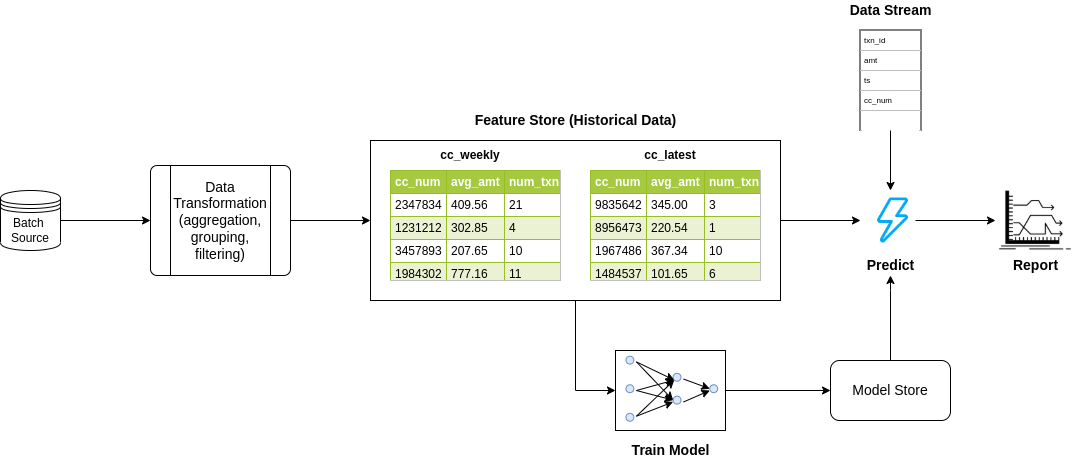 Data Stream
txn_id
amt
ts
cc_num
Feature Store (Historical Data)
cc_weekly
cc_num avg_amt num_txn
2347834 409.56 21
1231212 302.85 4
3457893 207.65 10
1984302 777.16 11
cc_latest
cc_num avg_amt num_txn
9835642 345.00 3
8956473 220.54 1
1967486 367.34 10
1484537 101.65 6
Batch
Source
Data
Transformation
(aggregation,
grouping,
filtering)
Predict
Report
Train Model
Model Store